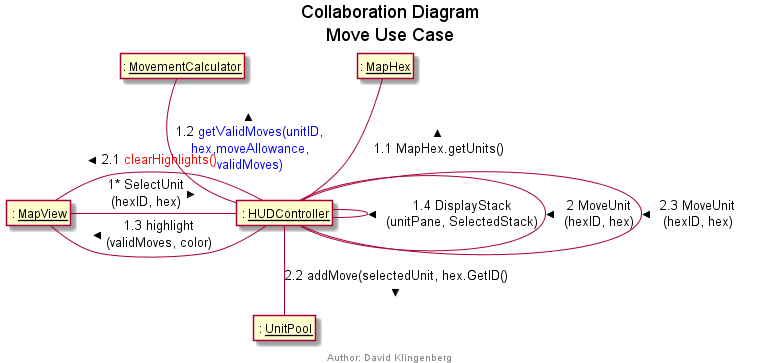 Collaboration Diagram
Move Use Case
: MovementCalculator
: MapHex
1.2 getValidMoves(unitID,
hex,moveAllowance,
validMoves)
1.1 MapHex.getUnits()
2.1 clearHighlights()
1* SelectUnit
(hexID, hex)
: MapView
: HUDController
1.4 DisplayStack
(unitPane, SelectedStack)
2 MoveUnit
(hexID, hex)
2.3 MoveUnit
(hexID, hex)
1.3 highlight
(validMoves, color)
2.2 addMove(selectedUnit, hex.GetID()
: UnitPool
Author: David Klingenberg